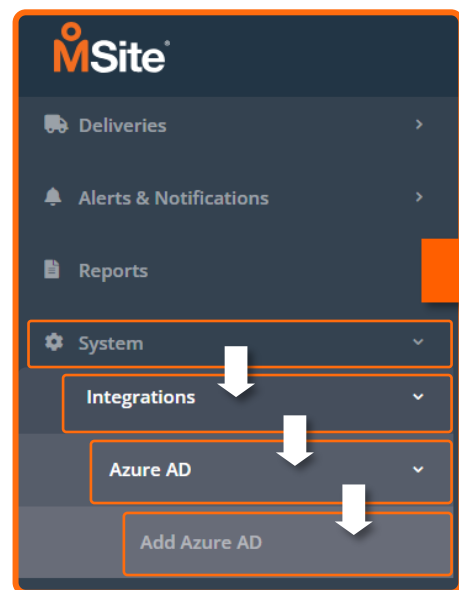 MSite
Deliveries
Alerts & Notifications
Reports
System
Integrations
Azure AD
Add Azure AD